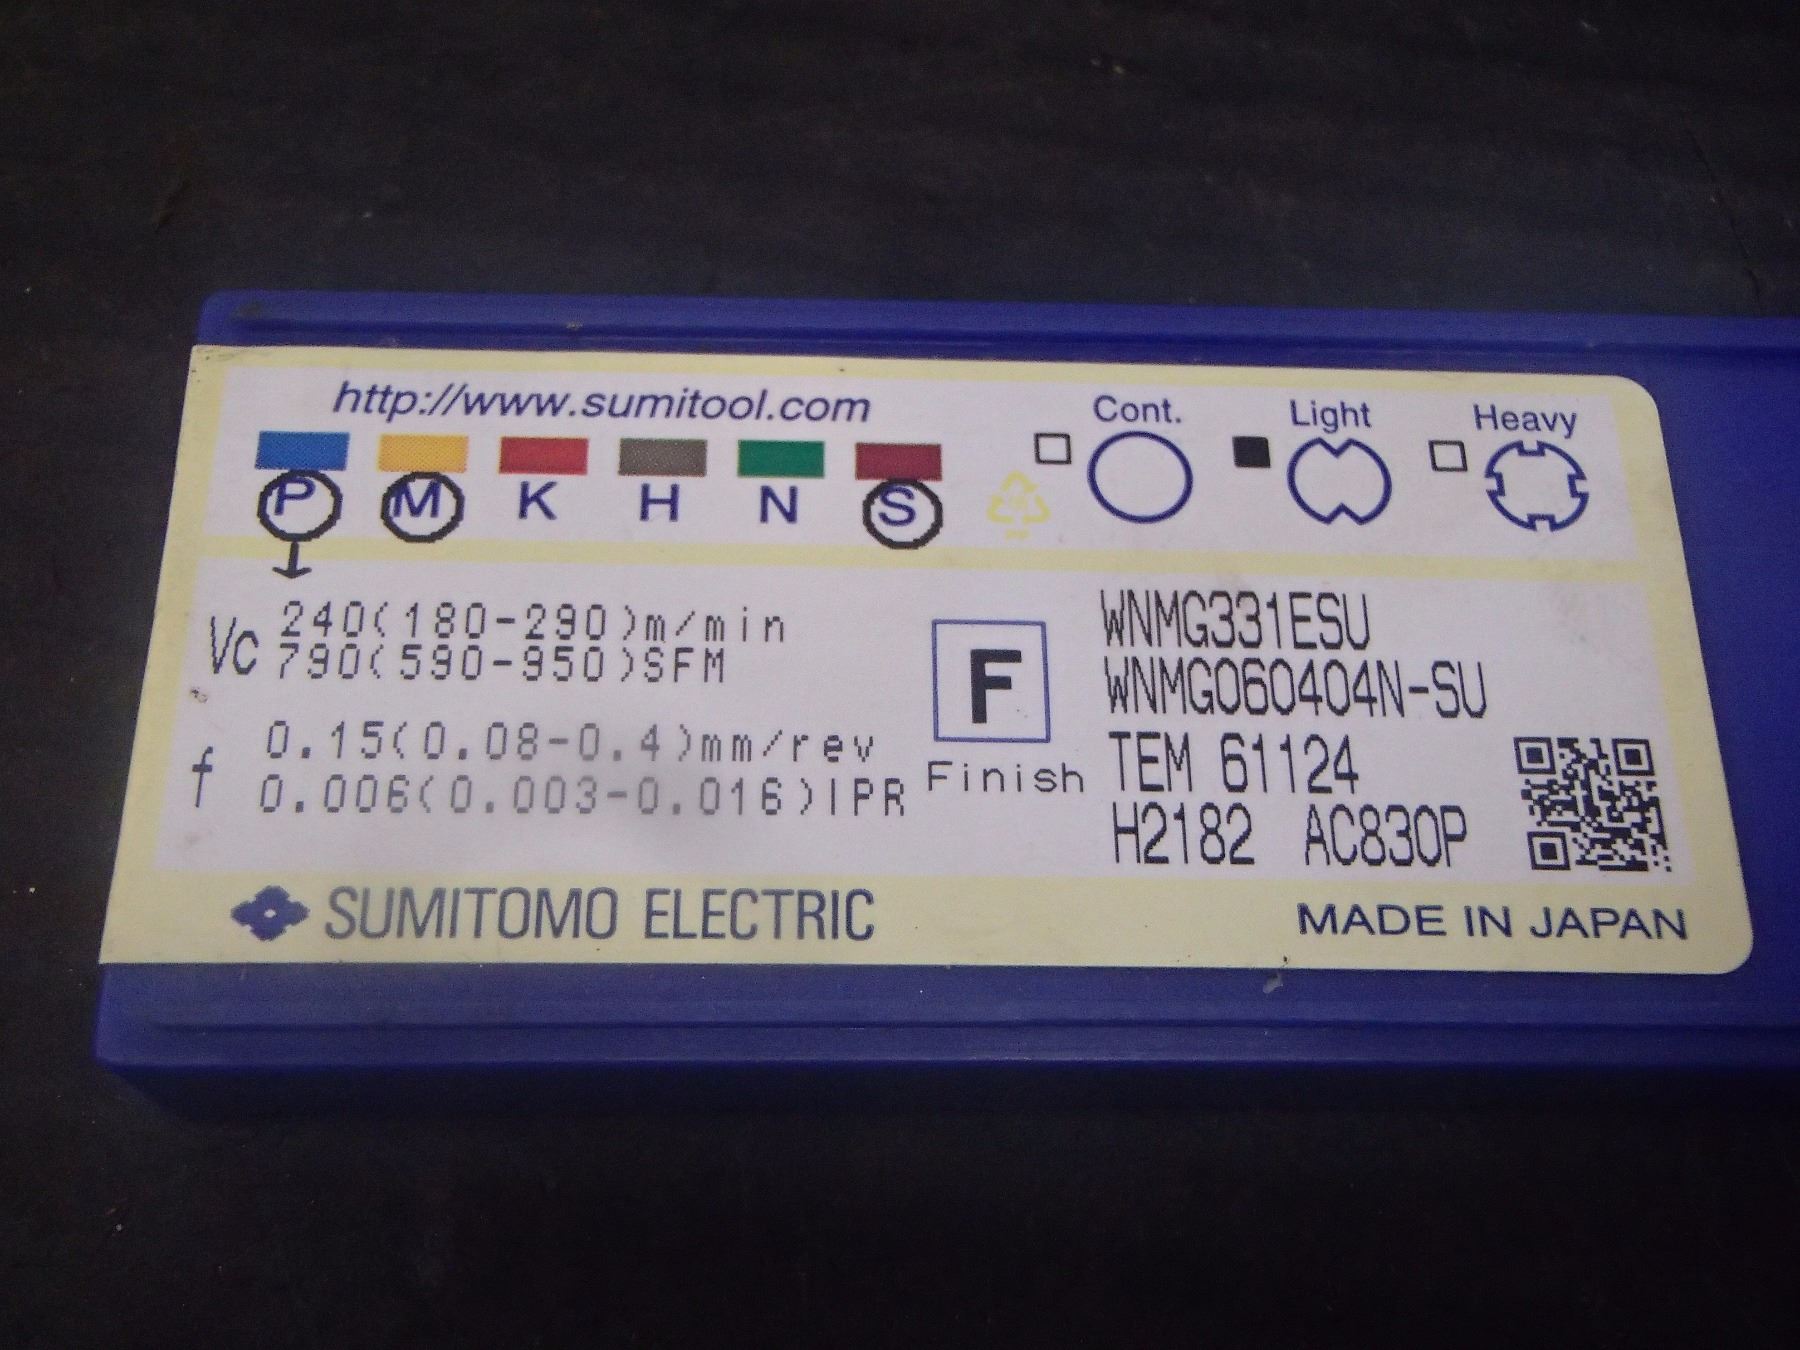 http://www.sumitool.com
P M K H N S
Cont. Light Heavy
Vc 240(180-290)m/min
790(590-950)SFM
f 0.15(0.08-0.4)mm/rev
0.006(0.003-0.016)IPR
F
Finish
WNMG331ESU
WNMG060404N-SU
TEM 61124
H2182 AC830P
SUMITOMO ELECTRIC
MADE IN JAPAN